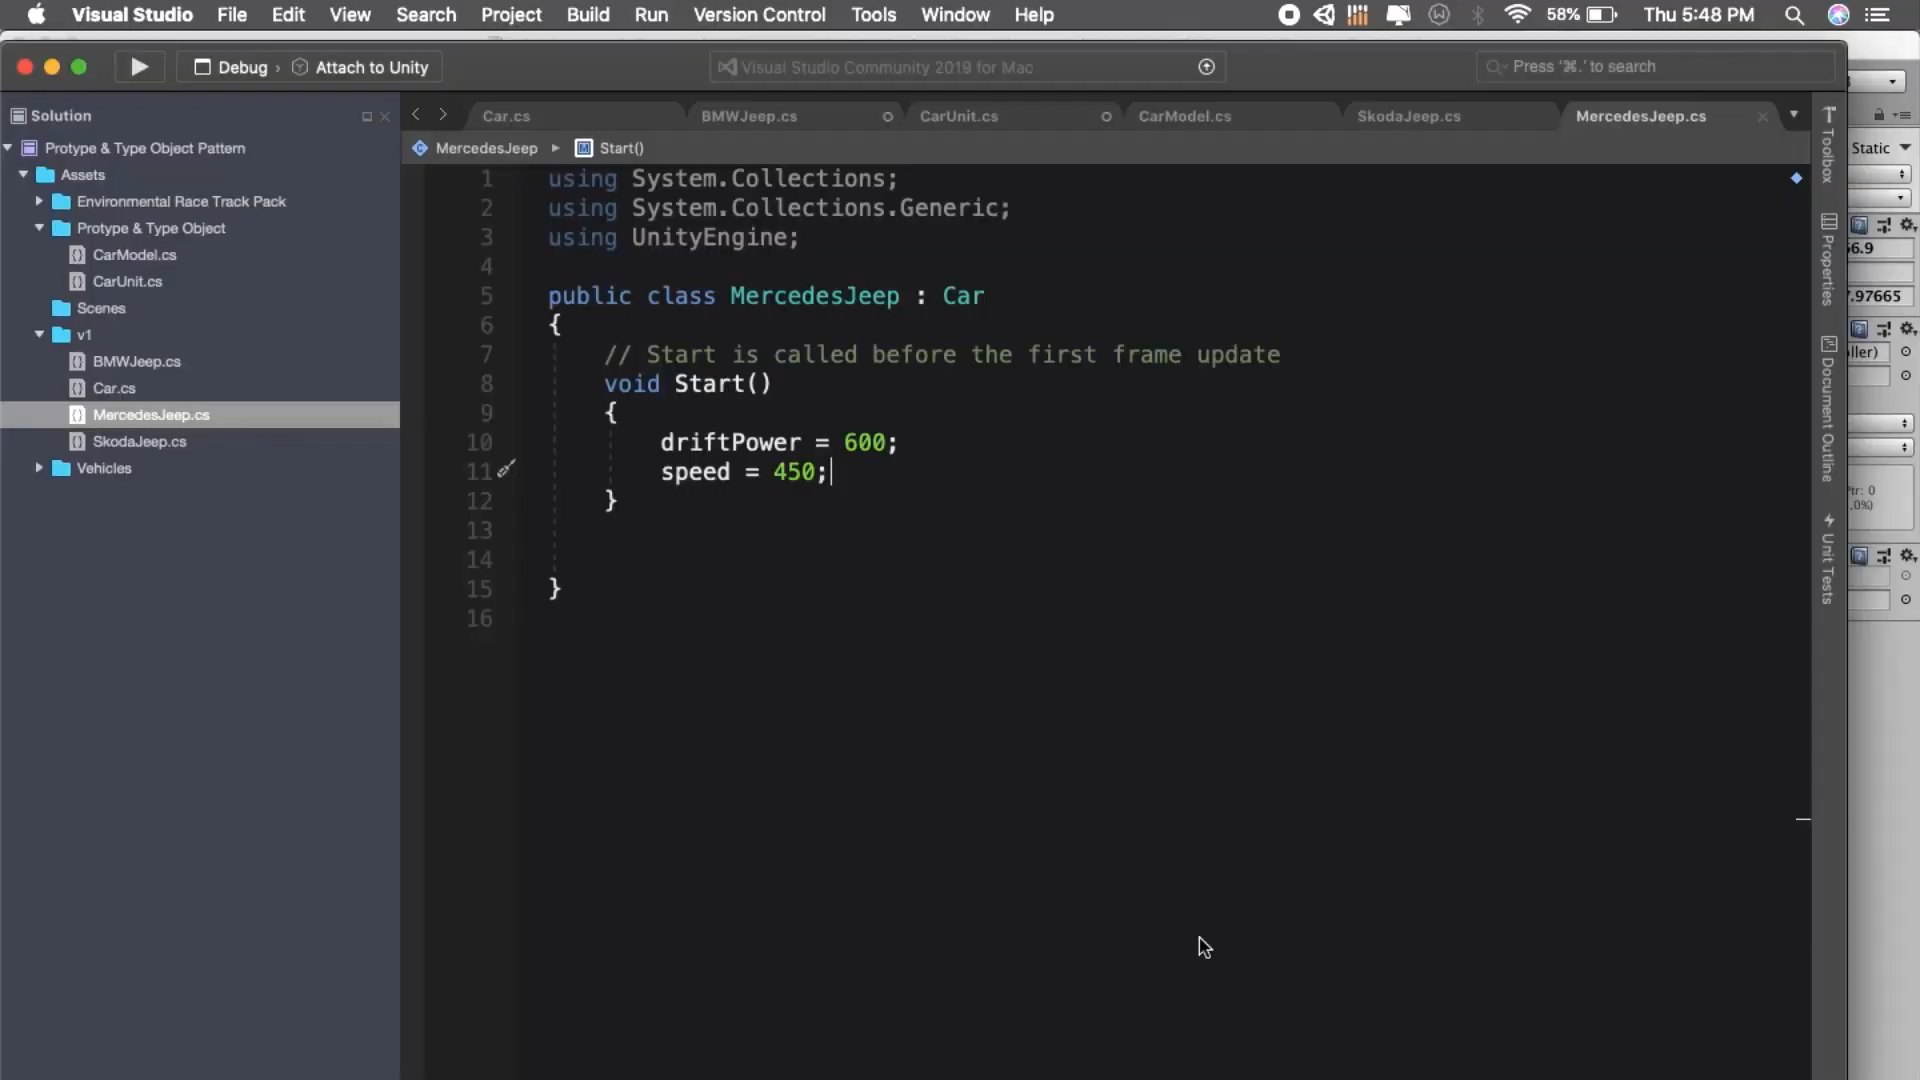 Visual Studio File Edit View Search Project Build Run Version Control Tools Window Help 58% Thu 5:48 PM
Debug › Attach to Unity Visual Studio Community 2019 for Mac Press '⌘.' to search
Solution
Car.cs BMWJeep.cs CarUnit.cs CarModel.cs SkodaJeep.cs MercedesJeep.cs
MercedesJeep Start()
Protype & Type Object Pattern
Assets
Environmental Race Track Pack
Protype & Type Object
CarModel.cs
CarUnit.cs
Scenes
v1
BMWJeep.cs
Car.cs
MercedesJeep.cs
SkodaJeep.cs
Vehicles
1 using System.Collections;
2 using System.Collections.Generic;
3 using UnityEngine;
4
5 public class MercedesJeep : Car
6 {
7 // Start is called before the first frame update
8 void Start()
9 {
10 driftPower = 600;
11 speed = 450;
12 }
13
14
15 }
16
Toolbox
Properties
Document Outline
Unit Tests
Static
6.9
.97665
ller)
tr: 0
.0%)